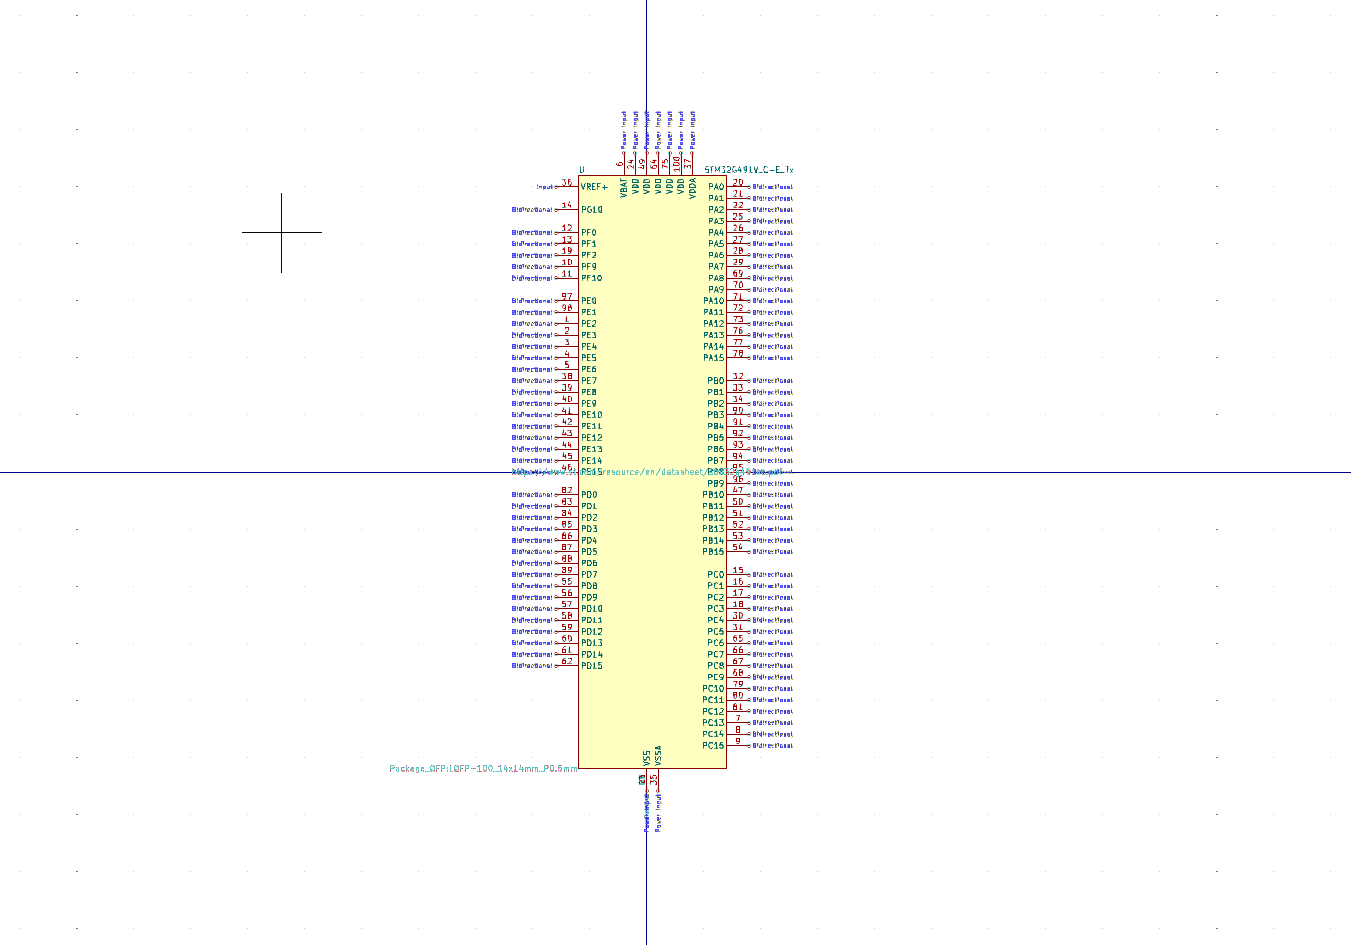 Power Input Power Input Power Input Power Input Power Input Power Input Power Input
6 24 49 64 75 100 37
U STM32G491V_C-E_Tx
VBAT VDD VDD VDD VDD VDD VDDA
Input 36 VREF+ PA0 20 Bidirectional
PA1 21 Bidirectional
Bidirectional 14 PG10 PA2 22 Bidirectional
PA3 25 Bidirectional
Bidirectional 12 PF0 PA4 26 Bidirectional
Bidirectional 13 PF1 PA5 27 Bidirectional
Bidirectional 19 PF2 PA6 28 Bidirectional
Bidirectional 10 PF9 PA7 29 Bidirectional
Bidirectional 11 PF10 PA8 69 Bidirectional
PA9 70 Bidirectional
Bidirectional 97 PE0 PA10 71 Bidirectional
Bidirectional 98 PE1 PA11 72 Bidirectional
Bidirectional 1 PE2 PA12 73 Bidirectional
Bidirectional 2 PE3 PA13 76 Bidirectional
Bidirectional 3 PE4 PA14 77 Bidirectional
Bidirectional 4 PE5 PA15 78 Bidirectional
Bidirectional 5 PE6
Bidirectional 38 PE7 PB0 32 Bidirectional
Bidirectional 39 PE8 PB1 33 Bidirectional
Bidirectional 40 PE9 PB2 34 Bidirectional
Bidirectional 41 PE10 PB3 90 Bidirectional
Bidirectional 42 PE11 PB4 91 Bidirectional
Bidirectional 43 PE12 PB5 92 Bidirectional
Bidirectional 44 PE13 PB6 93 Bidirectional
Bidirectional 45 PE14 PB7 94 Bidirectional
46 PE15 resource/en/datasheet/ PB8 95
PB9 96 Bidirectional
Bidirectional 82 PD0 PB10 47 Bidirectional
Bidirectional 83 PD1 PB11 50 Bidirectional
Bidirectional 84 PD2 PB12 51 Bidirectional
Bidirectional 85 PD3 PB13 52 Bidirectional
Bidirectional 86 PD4 PB14 53 Bidirectional
Bidirectional 87 PD5 PB15 54 Bidirectional
Bidirectional 88 PD6
Bidirectional 89 PD7 PC0 15 Bidirectional
Bidirectional 55 PD8 PC1 16 Bidirectional
Bidirectional 56 PD9 PC2 17 Bidirectional
Bidirectional 57 PD10 PC3 18 Bidirectional
Bidirectional 58 PD11 PC4 30 Bidirectional
Bidirectional 59 PD12 PC5 31 Bidirectional
Bidirectional 60 PD13 PC6 65 Bidirectional
Bidirectional 61 PD14 PC7 66 Bidirectional
Bidirectional 62 PD15 PC8 67 Bidirectional
PC9 68 Bidirectional
PC10 79 Bidirectional
PC11 80 Bidirectional
PC12 81 Bidirectional
PC13 7 Bidirectional
PC14 8 Bidirectional
PC15 9 Bidirectional
VSS VSSA
Package_QFP:LQFP-100_14x14mm_P0.5mm
35
Power Input